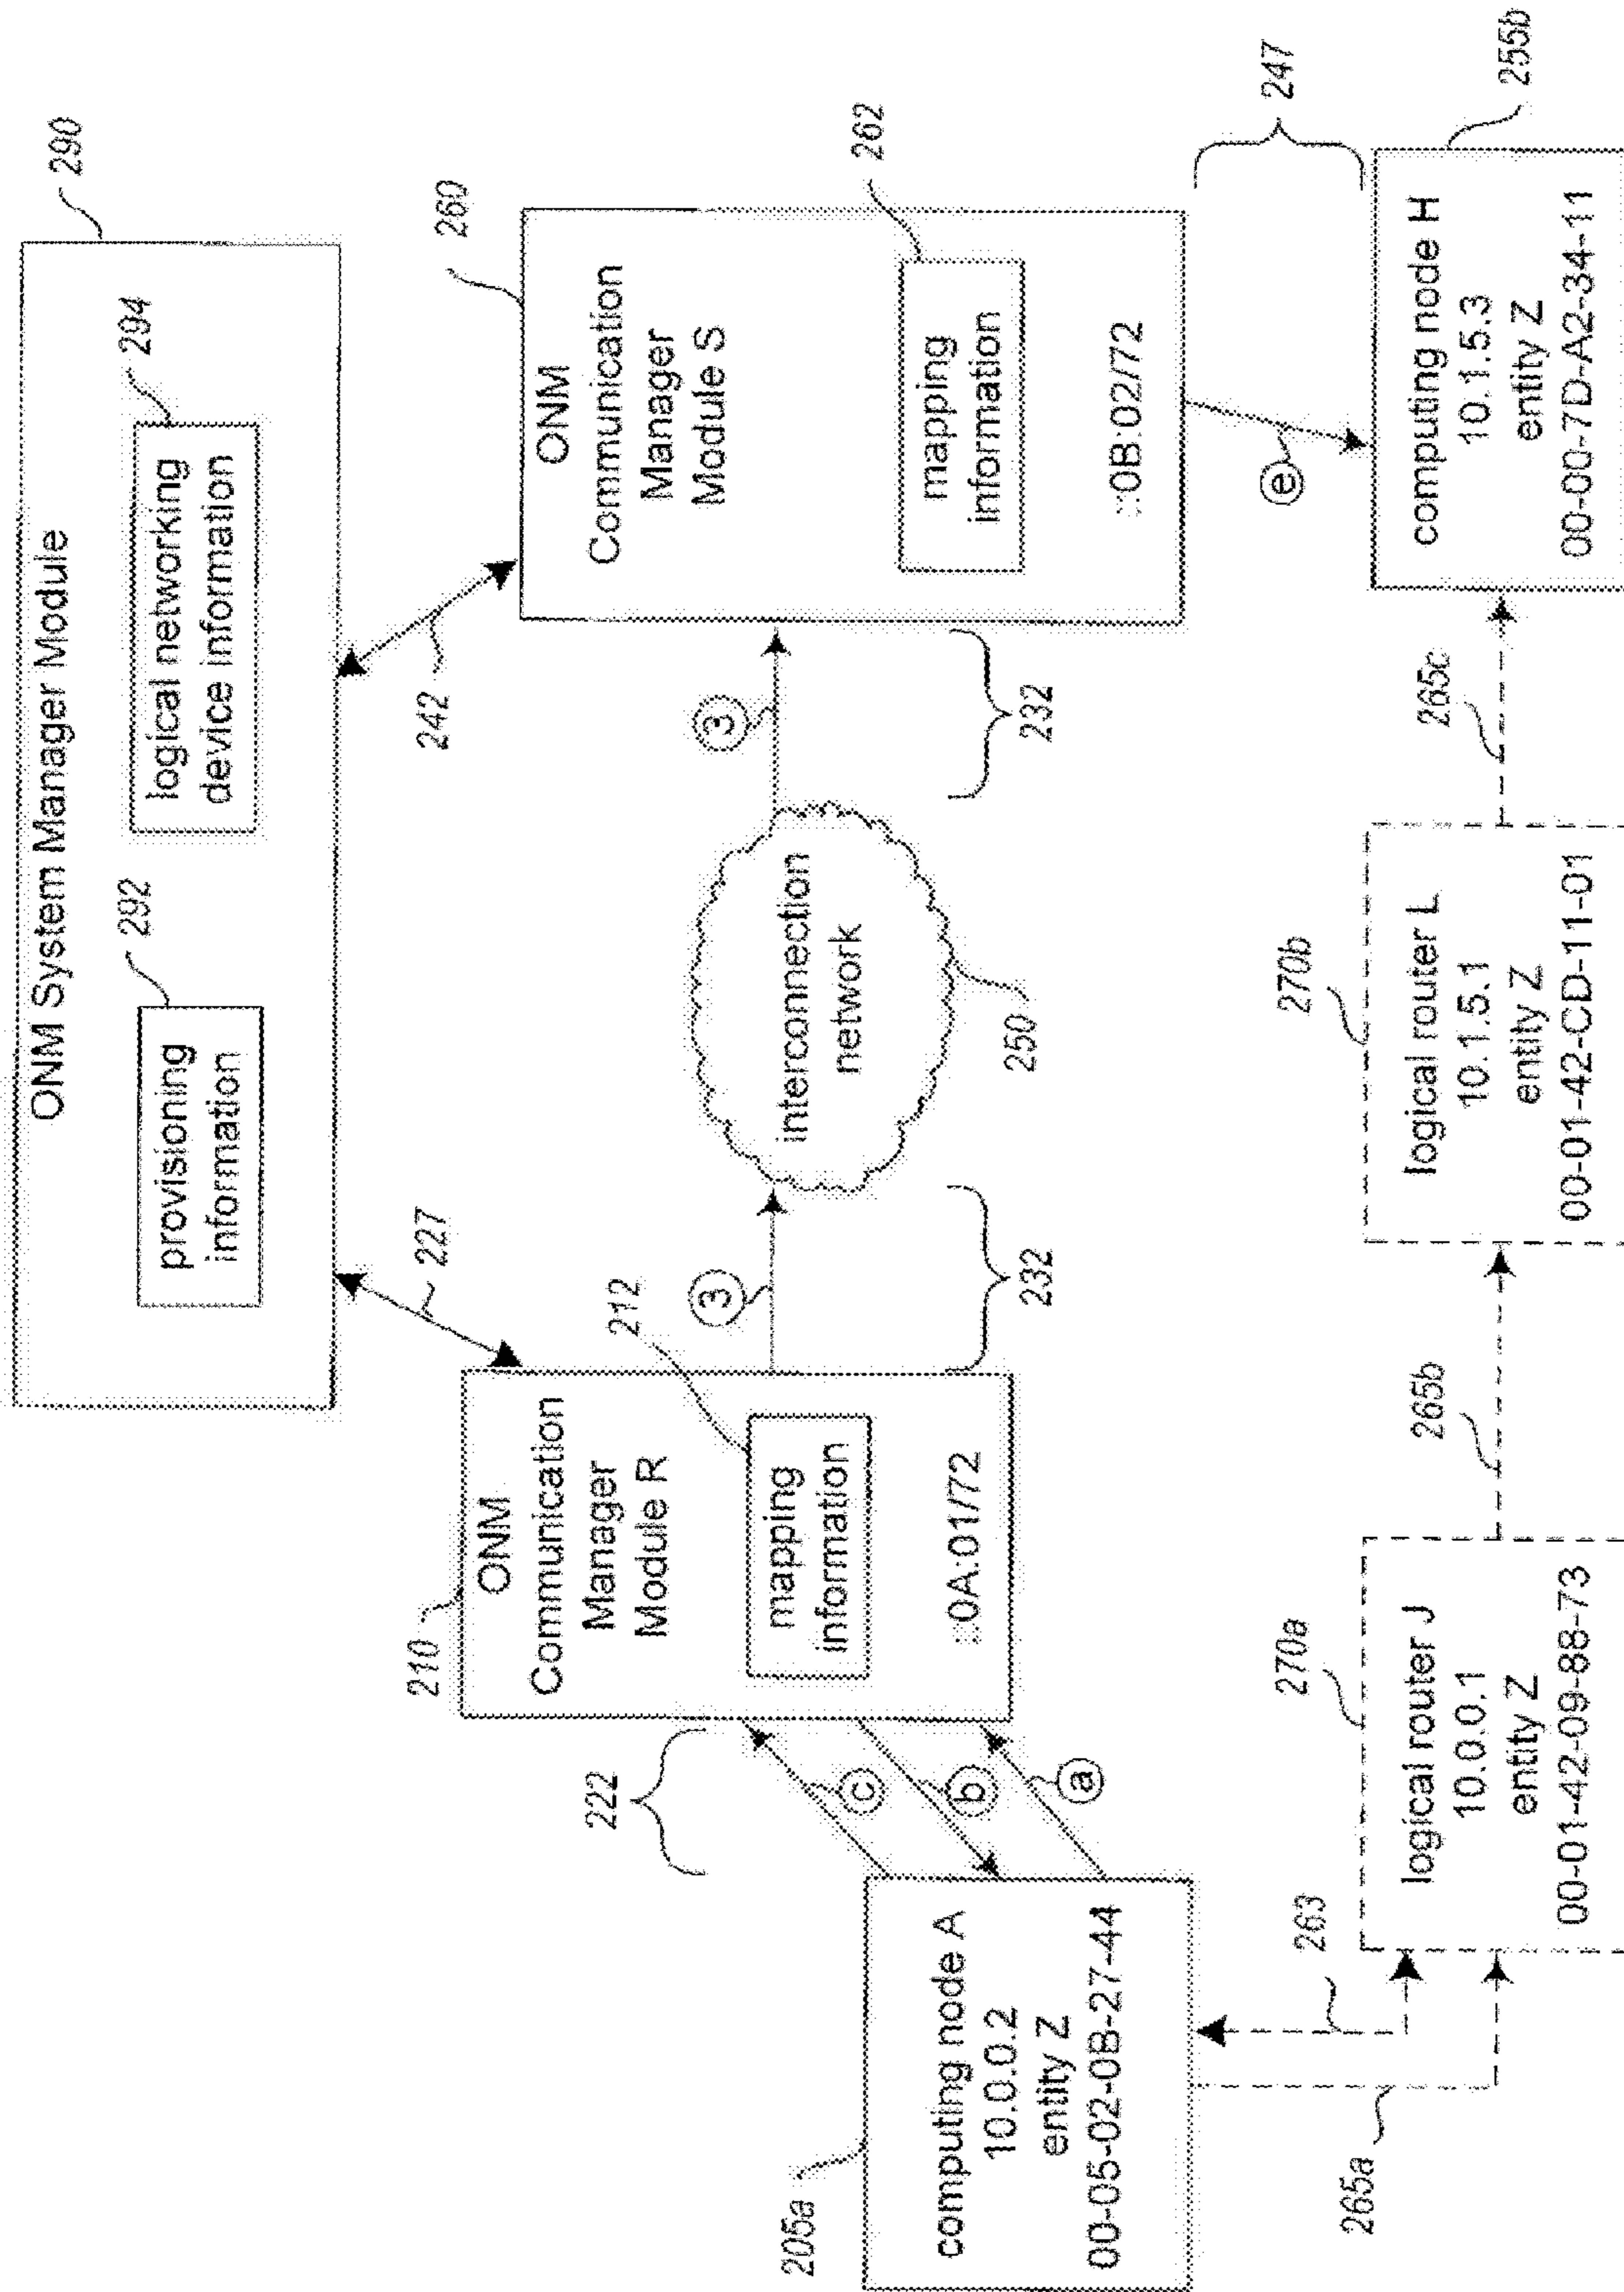 ONM System Manager Module
290
provisioning
information
292
logical networking
device information
294
227
242
210
ONM
Communication
Manager
Module R
212
mapping
information
::0A:01/72
260
ONM
Communication
Manager
Module S
262
mapping
information
::0B:02/72
3
3
interconnection
network
250
232
232
222
c
b
a
e
247
205a
computing node A
10.0.0.2
entity Z
00-05-02-0B-27-44
263
265a
270a
logical router J
10.0.0.1
entity Z
00-01-42-09-88-73
265b
270b
logical router L
10.1.5.1
entity Z
00-01-42-CD-11-01
265c
255b
computing node H
10.1.5.3
entity Z
00-00-7D-A2-34-11